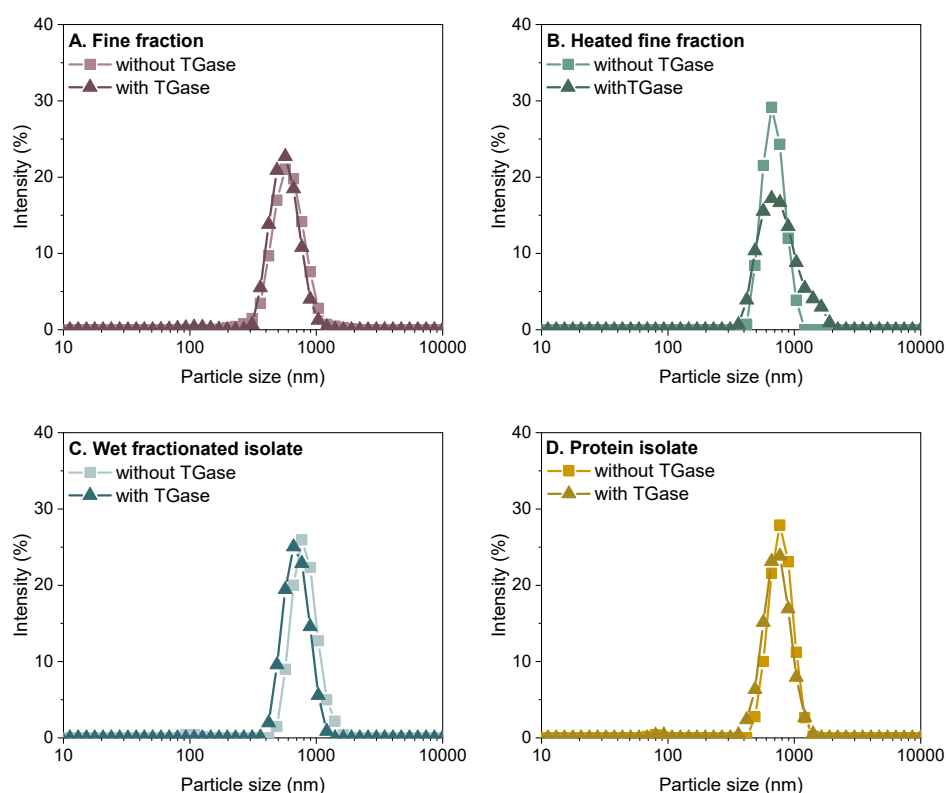 A. Fine fraction
without TGase
with TGase
Intensity (%)
40
30
20
10
0
10
100
1000
10000
Particle size (nm)
B. Heated fine fraction
without TGase
withTGase
Intensity (%)
40
30
20
10
0
10
100
1000
10000
Particle size (nm)
C. Wet fractionated isolate
without TGase
with TGase
Intensity (%)
40
30
20
10
0
10
100
1000
10000
Particle size (nm)
D. Protein isolate
without TGase
with TGase
Intensity (%)
40
30
20
10
0
10
100
1000
10000
Particle size (nm)